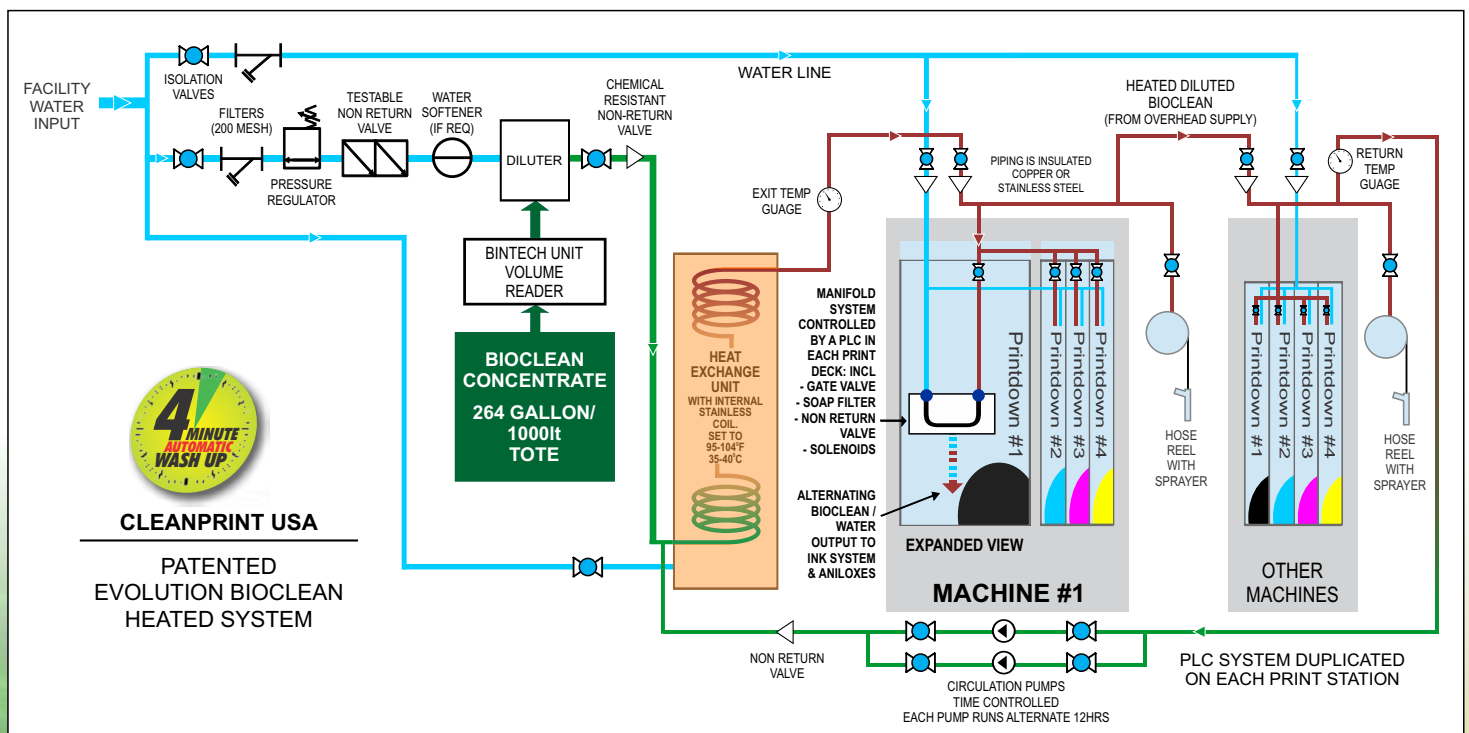 FACILITY
WATER
INPUT
ISOLATION
VALVES
WATER LINE
FILTERS
(200 MESH)
PRESSURE
REGULATOR
TESTABLE
NON RETURN
VALVE
WATER
SOFTENER
(IF REQ)
DILUTER
CHEMICAL
RESISTANT
NON-RETURN
VALVE
BINTECH UNIT
VOLUME
READER
BIOCLEAN
CONCENTRATE
264 GALLON/
1000lt
TOTE
HEAT
EXCHANGE
UNIT
WITH INTERNAL
STAINLESS
COIL.
SET TO
95-104°F
35-40°C
EXIT TEMP
GUAGE
PIPING IS INSULATED
COPPER OR
STAINLESS STEEL
HEATED DILUTED
BIOCLEAN
(FROM OVERHEAD SUPPLY)
RETURN
TEMP
GUAGE
MANIFOLD
SYSTEM
CONTROLLED
BY A PLC IN
EACH PRINT
DECK: INCL
- GATE VALVE
- SOAP FILTER
- NON RETURN
VALVE
- SOLENOIDS
ALTERNATING
BIOCLEAN /
WATER
OUTPUT TO
INK SYSTEM
& ANILOXES
Printdown #1
Printdown #2
Printdown #3
Printdown #4
EXPANDED VIEW
MACHINE #1
HOSE
REEL
WITH
SPRAYER
Printdown #1
Printdown #2
Printdown #3
Printdown #4
OTHER
MACHINES
HOSE
REEL
WITH
SPRAYER
4
MINUTE
AUTOMATIC
WASH UP
CLEANPRINT USA
PATENTED
EVOLUTION BIOCLEAN
HEATED SYSTEM
NON RETURN
VALVE
CIRCULATION PUMPS
TIME CONTROLLED
EACH PUMP RUNS ALTERNATE 12HRS
PLC SYSTEM DUPLICATED
ON EACH PRINT STATION